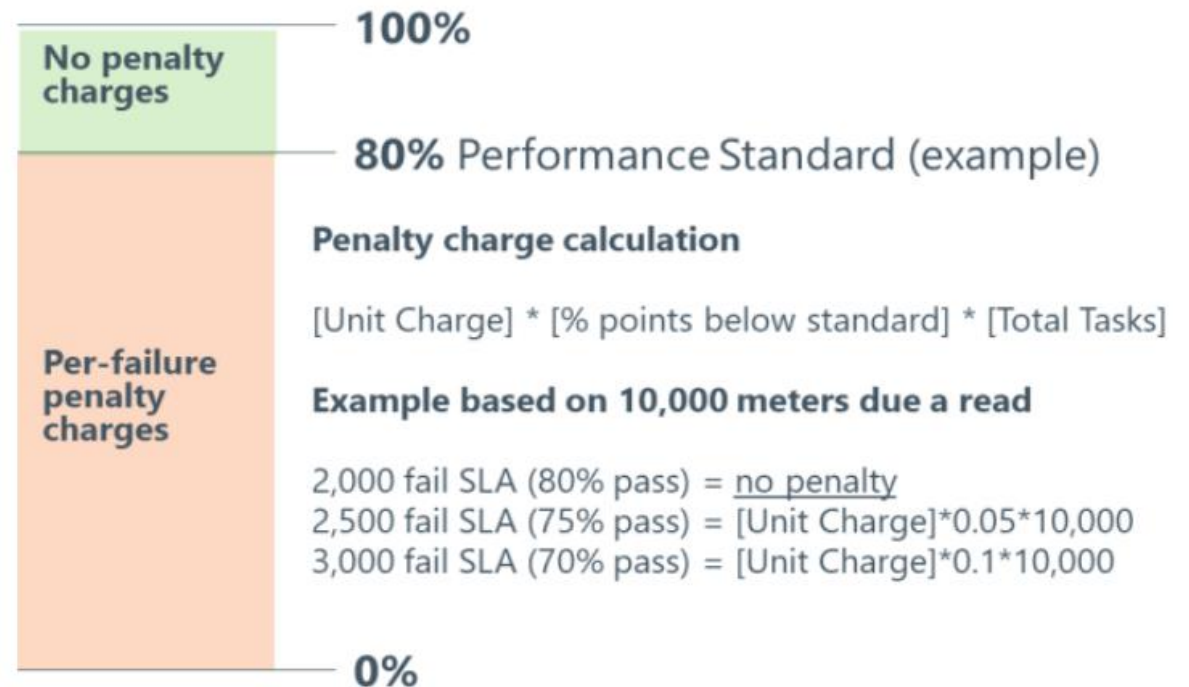 100%
No penalty
charges
80% Performance Standard (example)
Penalty charge calculation
[Unit Charge] * [% points below standard] * [Total Tasks]
Per-failure
penalty
charges
Example based on 10,000 meters due a read
2,000 fail SLA (80% pass) = no penalty
2,500 fail SLA (75% pass) = [Unit Charge]*0.05*10,000
3,000 fail SLA (70% pass) = [Unit Charge]*0.1*10,000
0%